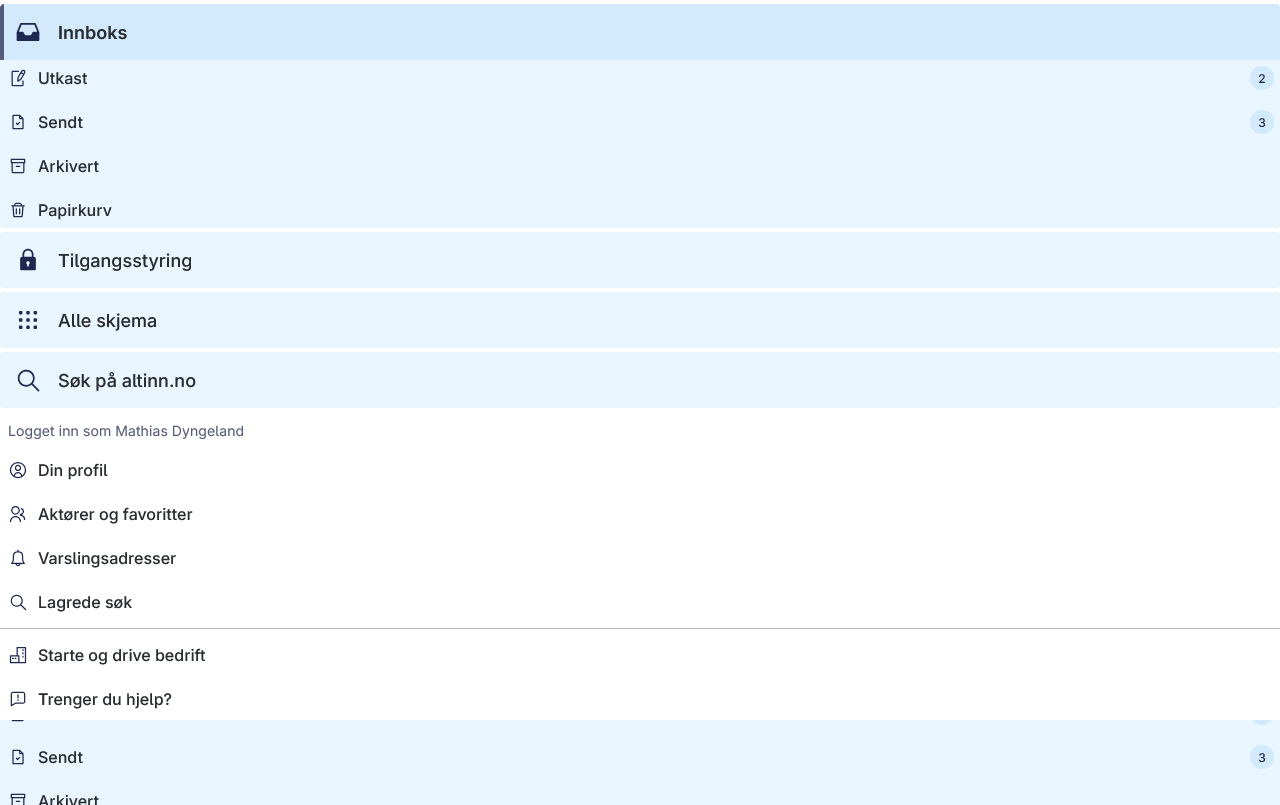 Innboks
Utkast 2
Sendt 3
Arkivert
Papirkurv
Tilgangsstyring
Alle skjema
Søk på altinn.no
Logget inn som Mathias Dyngeland
Din profil
Aktører og favoritter
Varslingsadresser
Lagrede søk
Starte og drive bedrift
Trenger du hjelp?
Sendt 3
Arkivert